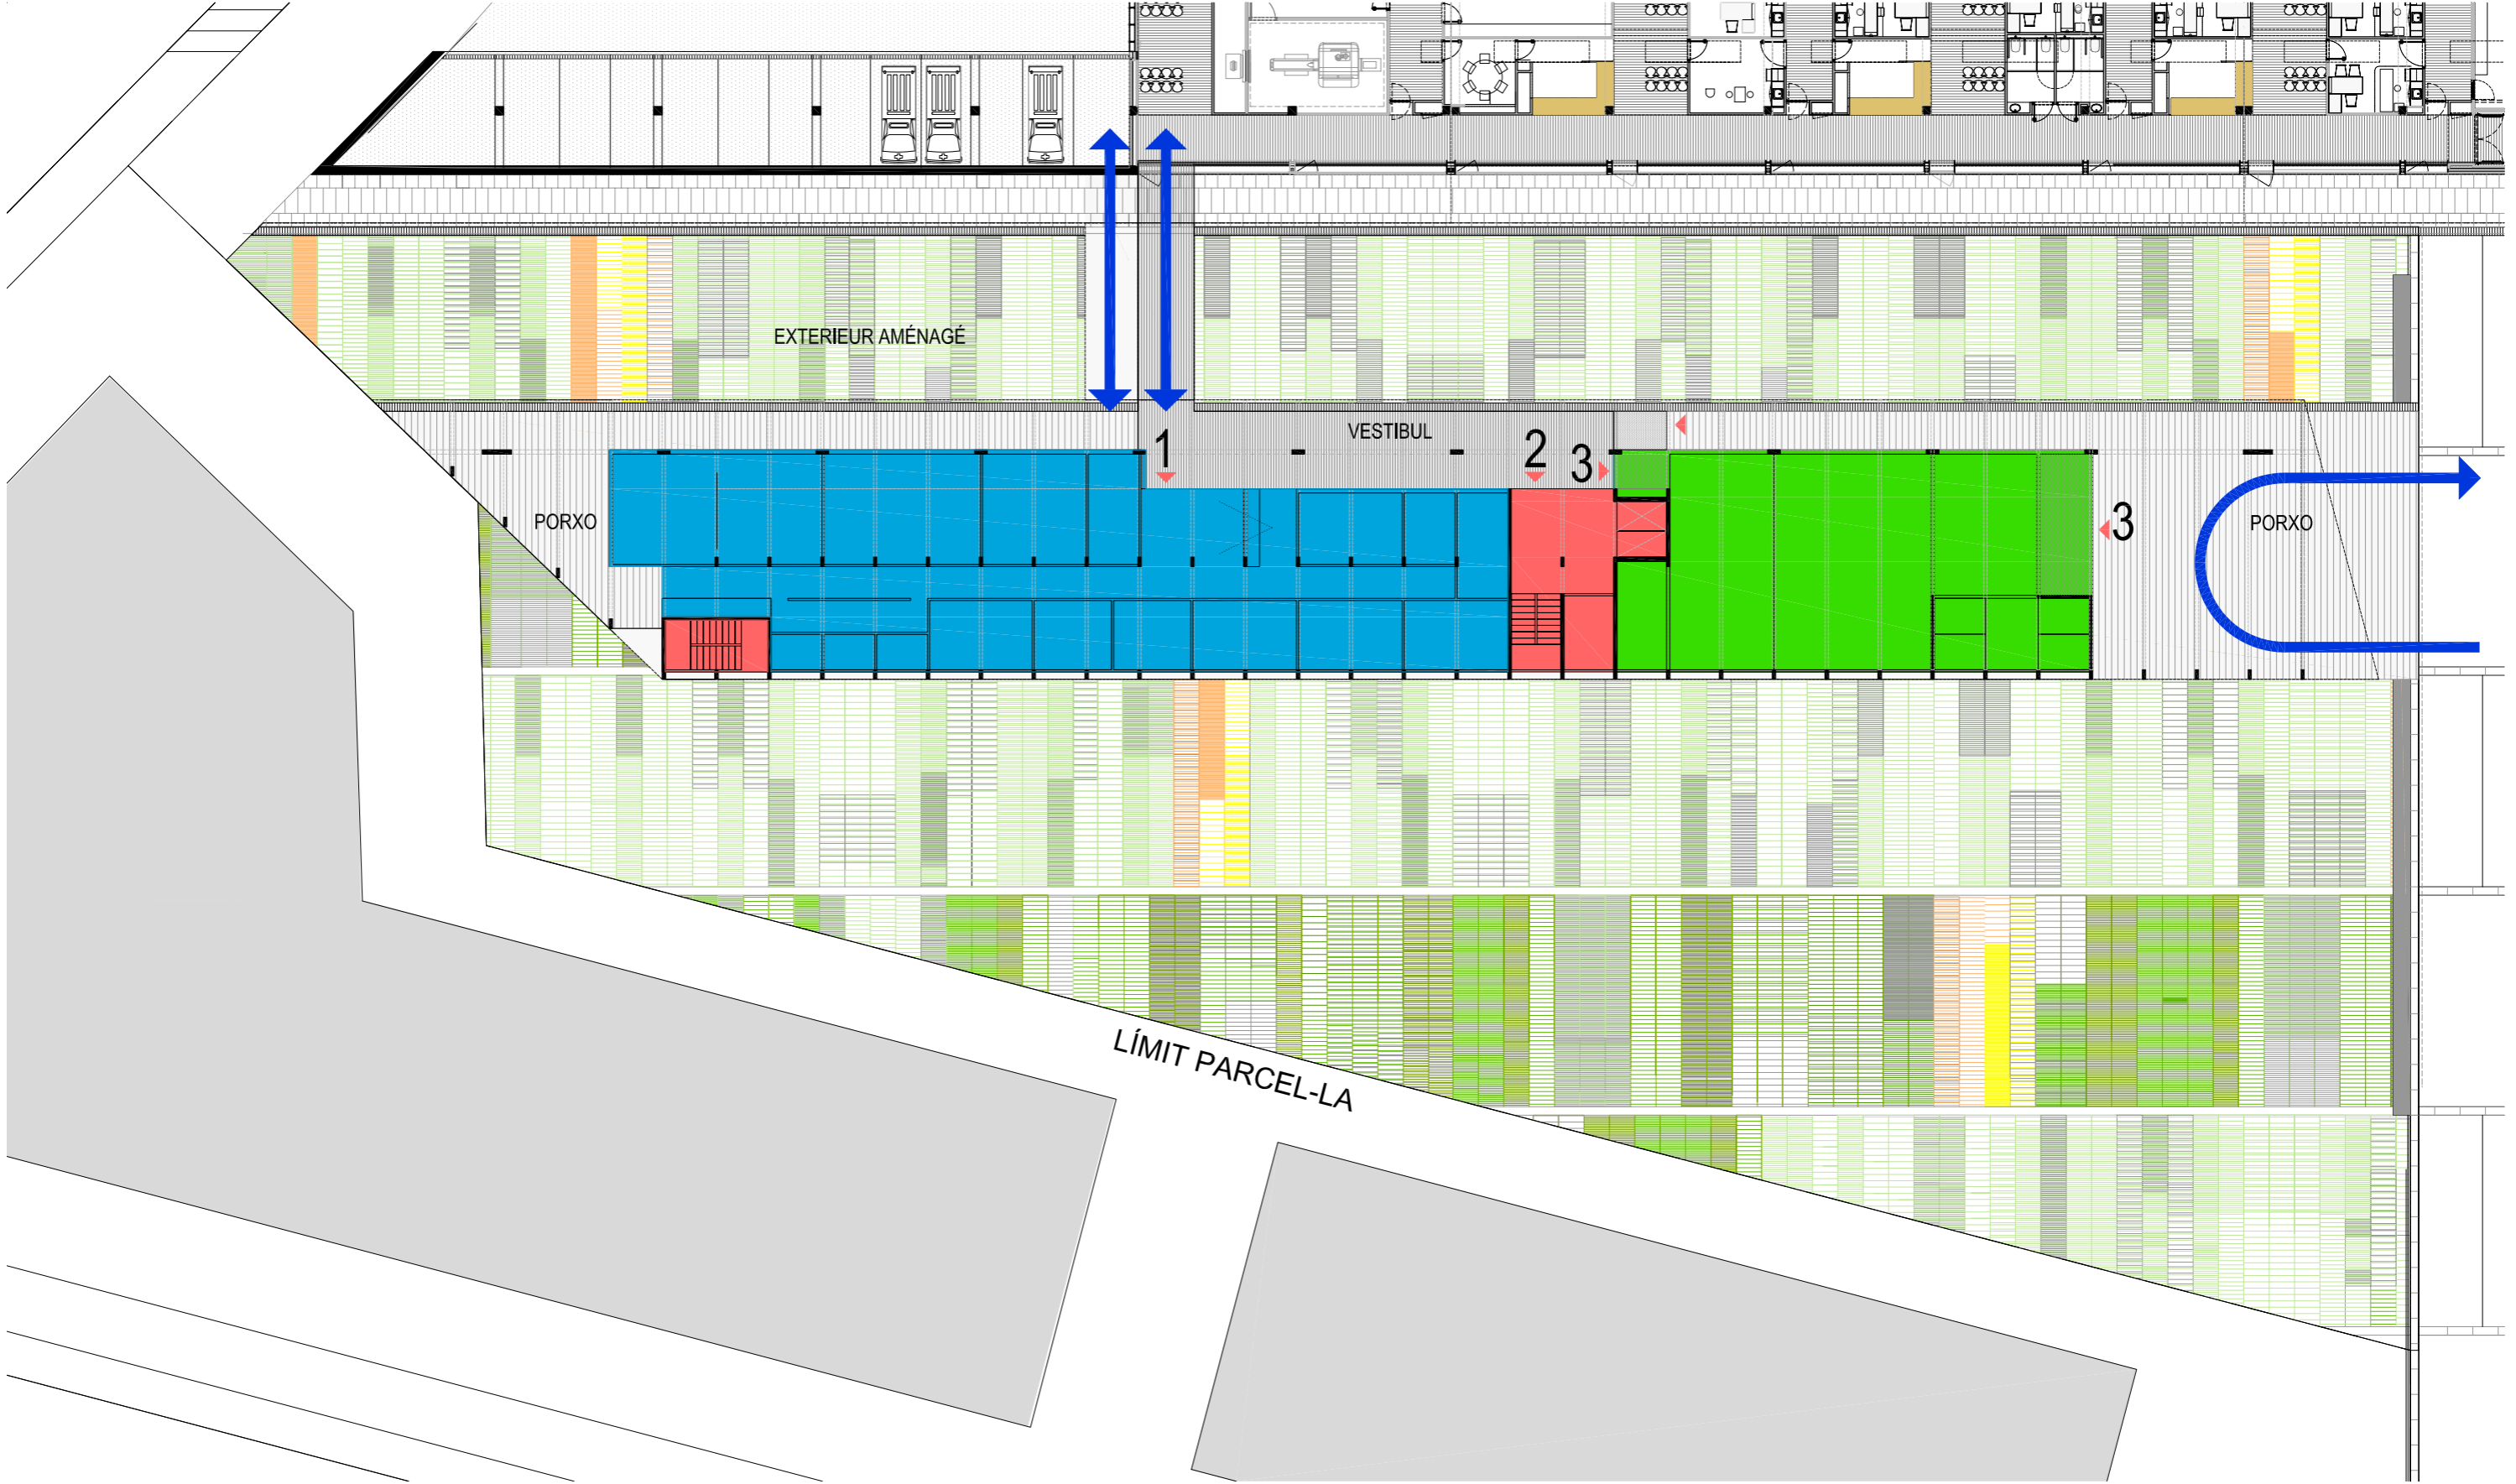 EXTERIEUR AMÉNAGÉ
VESTIBUL
1
2
3
PORXO
3
PORXO
LÍMIT PARCEL-LA